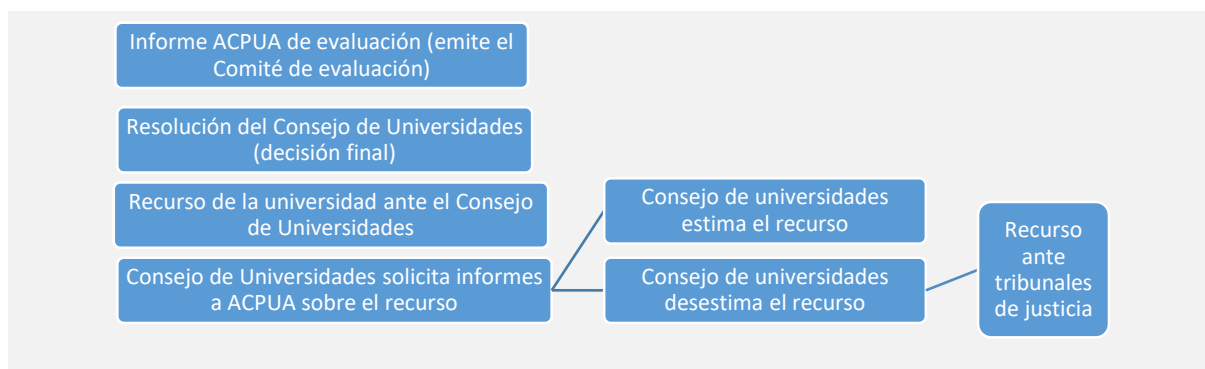 Informe ACPUA de evaluación (emite el
Comité de evaluación)
Resolución del Consejo de Universidades
(decisión final)
Recurso de la universidad ante el Consejo
de Universidades
Consejo de Universidades solicita informes
a ACPUA sobre el recurso
Consejo de universidades
estima el recurso
Consejo de universidades
desestima el recurso
Recurso
ante
tribunales
de justicia